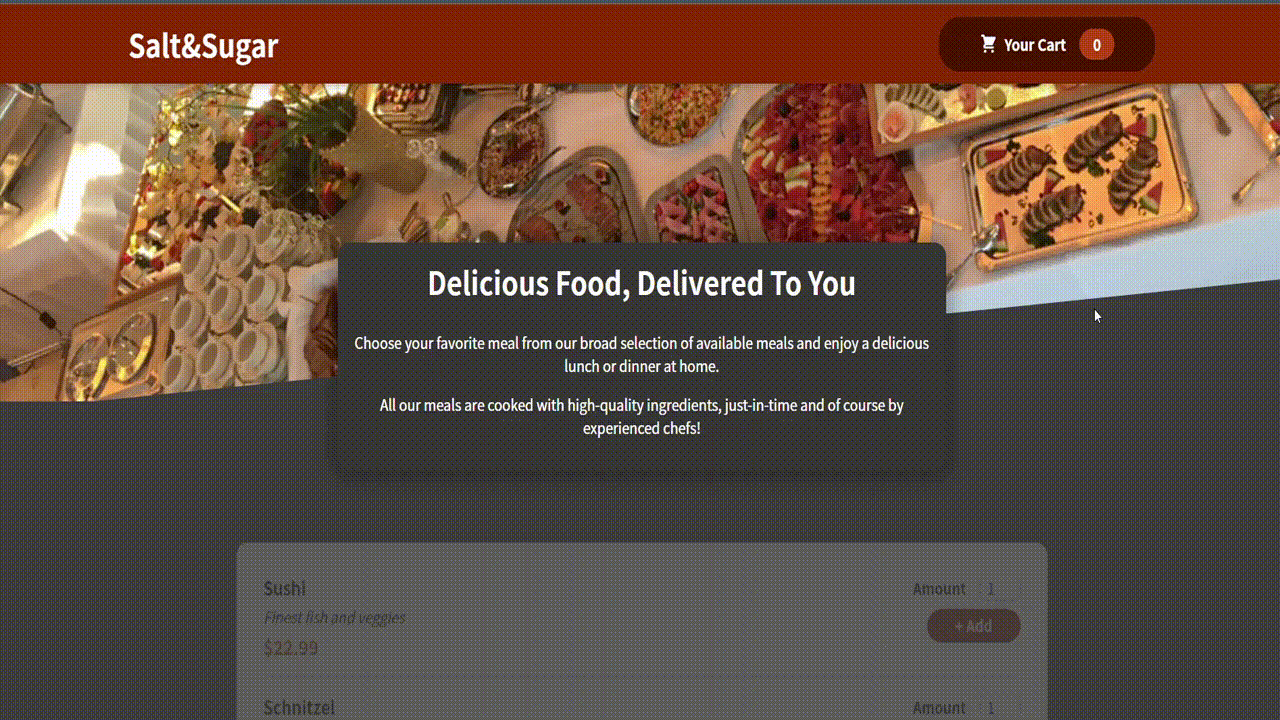 Salt&Sugar
Your Cart 0
Delicious Food, Delivered To You
Choose your favorite meal from our broad selection of available meals and enjoy a delicious
lunch or dinner at home.
All our meals are cooked with high-quality ingredients, just-in-time and of course by
experienced chefs!
Sushi
Amount 1
Finest fish and veggies
+ Add
$22.99
Schnitzel
Amount 1